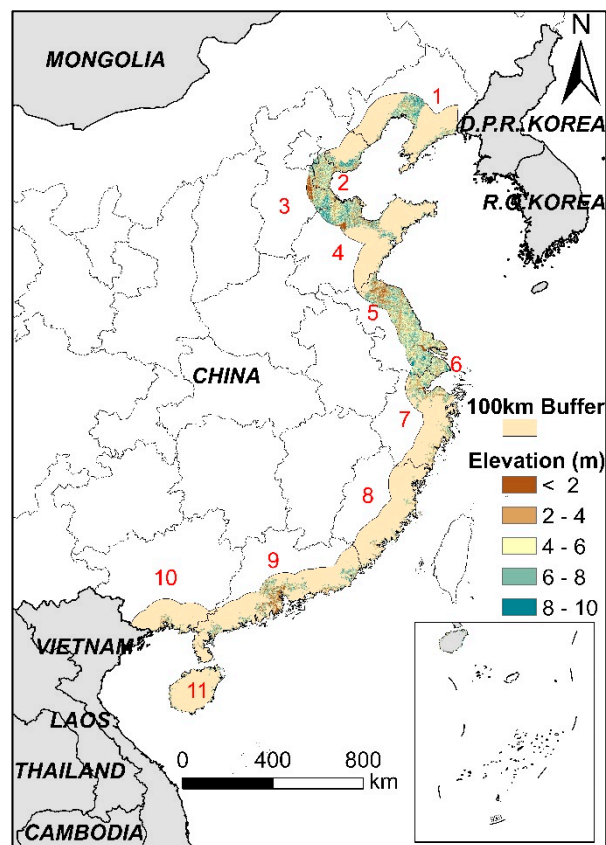 MONGOLIA
N
1
D.P.R. KOREA
2
R.O.KOREA
3
4
5
6
CHINA
100km Buffer
7
Elevation (m)
< 2
8
2 - 4
4 - 6
9
6 - 8
10
8 - 10
VIETNAM
11
LAOS
0 400 800
km
THAILAND
CAMBODIA